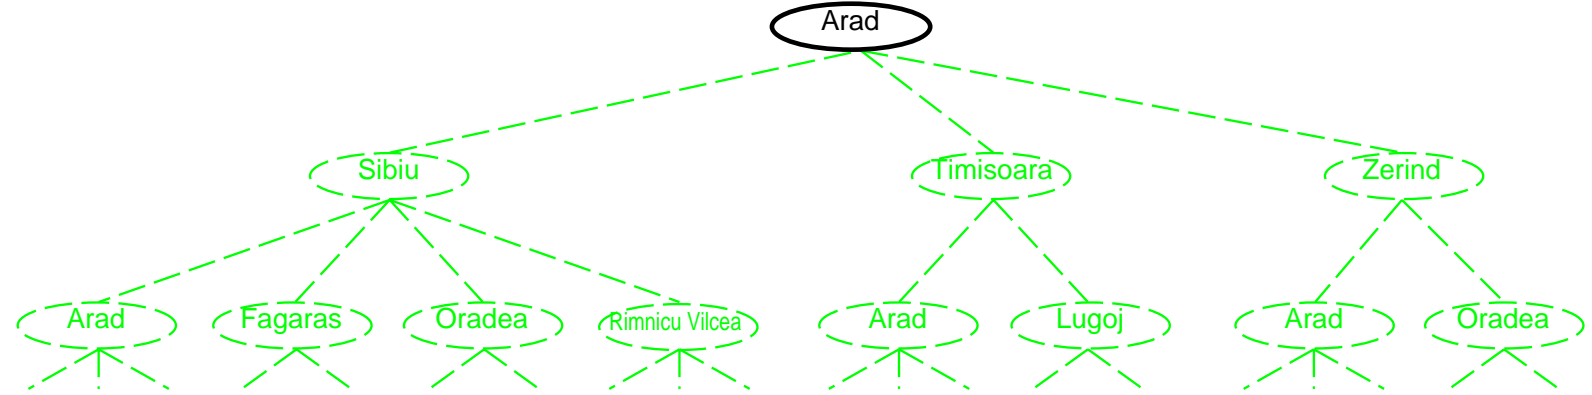 Arad
Sibiu
Timisoara
Zerind
Arad
Fagaras
Oradea
Rimnicu Vilcea
Arad
Lugoj
Arad
Oradea